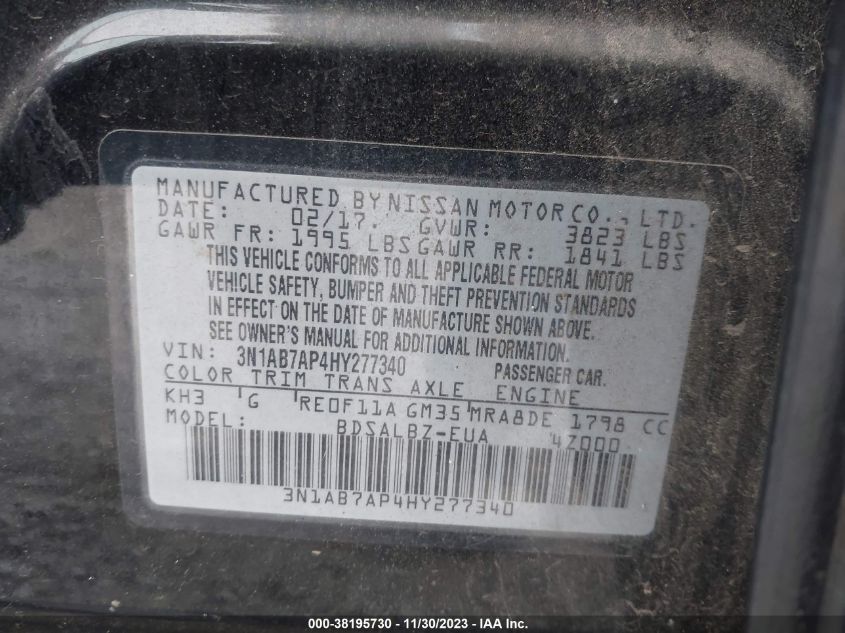 MANUFACTURED BY NISSAN MOTOR CO., LTD.
DATE: 02/17. GVWR: 3823 LBS
GAWR FR: 1995 LBS GAWR RR: 1841 LBS
THIS VEHICLE CONFORMS TO ALL APPLICABLE FEDERAL MOTOR
VEHICLE SAFETY, BUMPER AND THEFT PREVENTION STANDARDS
IN EFFECT ON THE DATE OF MANUFACTURE SHOWN ABOVE.
SEE OWNER'S MANUAL FOR ADDITIONAL INFORMATION.
VIN: 3N1AB7AP4HY277340 PASSENGER CAR.
COLOR TRIM TRANS AXLE ENGINE
KH3 G RE0F11A GM35 MRA8DE 1798 CC
MODEL: BDSALBZ-EUA 4Z000
3N1AB7AP4HY277340
000-38195730 - 11/30/2023 - IAA Inc.